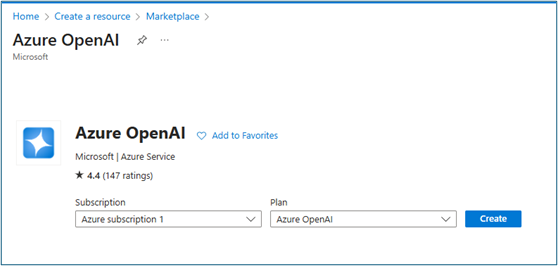 Home > Create a resource > Marketplace >
Azure OpenAI ...
Microsoft
Azure OpenAI Add to Favorites
Microsoft | Azure Service
★ 4.4 (147 ratings)
Subscription Plan
Azure subscription 1 Azure OpenAI Create